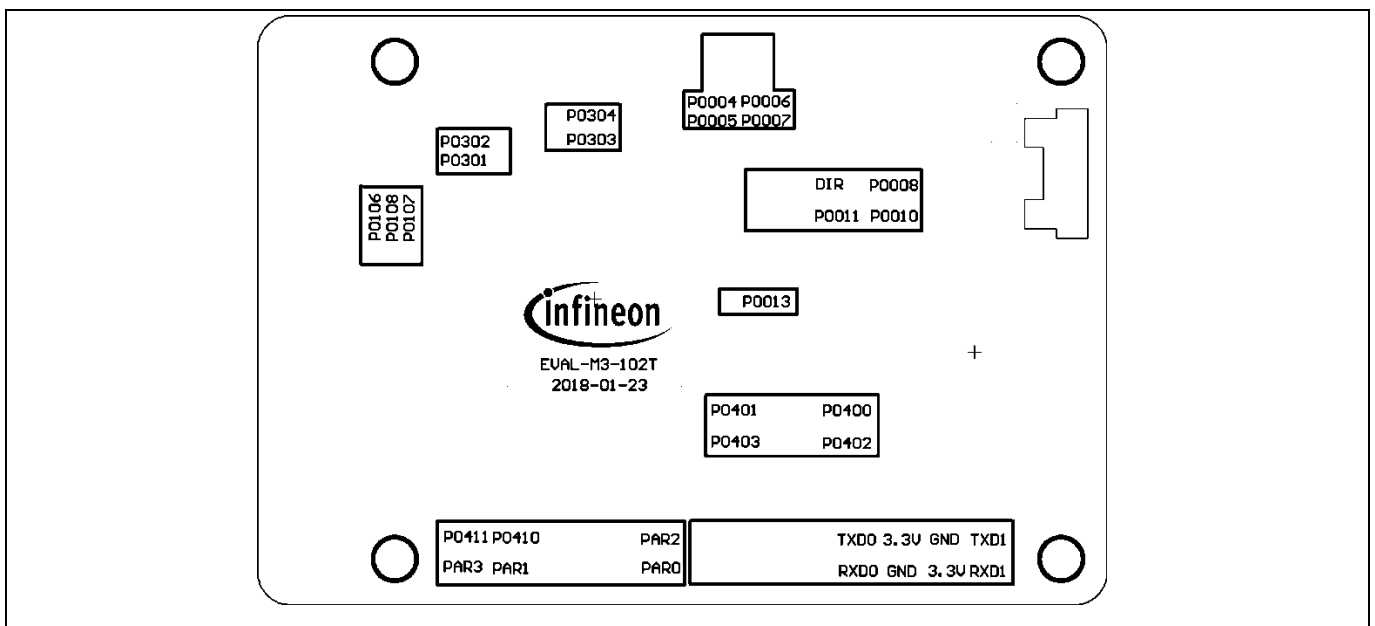 P0304
P0303
P0004 P0006
P0005 P0007
P0302
P0301
DIR P0008
P0011 P0010
P0106
P0108
P0107
infineon
P0013
EVAL-M3-102T
2018-01-23
P0401 P0400
P0403 P0402
P0411 P0410 PAR2
PAR3 PAR1 PAR0
TXD0 3.3V GND TXD1
RXD0 GND 3.3V RXD1